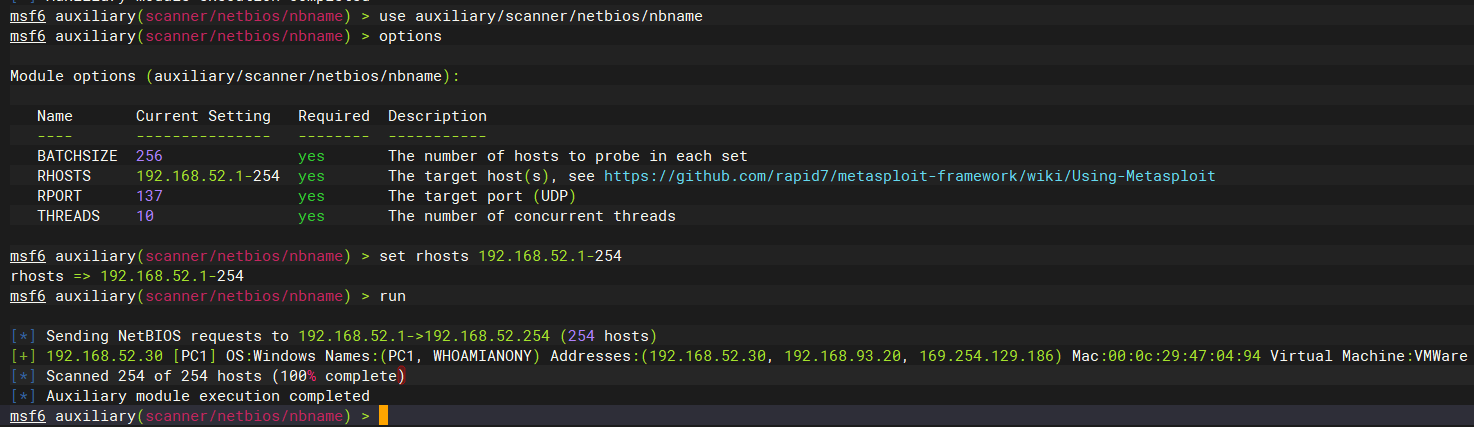 msf6 auxiliary(scanner/netbios/nbname) > use auxiliary/scanner/netbios/nbname
msf6 auxiliary(scanner/netbios/nbname) > options
Module options (auxiliary/scanner/netbios/nbname):
Name Current Setting Required Description
---- --------------- -------- -----------
BATCHSIZE 256 yes The number of hosts to probe in each set
RHOSTS 192.168.52.1-254 yes The target host(s), see https://github.com/rapid7/metasploit-framework/wiki/Using-Metasploit
RPORT 137 yes The target port (UDP)
THREADS 10 yes The number of concurrent threads
msf6 auxiliary(scanner/netbios/nbname) > set rhosts 192.168.52.1-254
rhosts => 192.168.52.1-254
msf6 auxiliary(scanner/netbios/nbname) > run
[*] Sending NetBIOS requests to 192.168.52.1->192.168.52.254 (254 hosts)
[+] 192.168.52.30 [PC1] OS:Windows Names:(PC1, WHOAMIANONY) Addresses:(192.168.52.30, 192.168.93.20, 169.254.129.186) Mac:00:0c:29:47:04:94 Virtual Machine:VMWare
[*] Scanned 254 of 254 hosts (100% complete)
[*] Auxiliary module execution completed
msf6 auxiliary(scanner/netbios/nbname) >